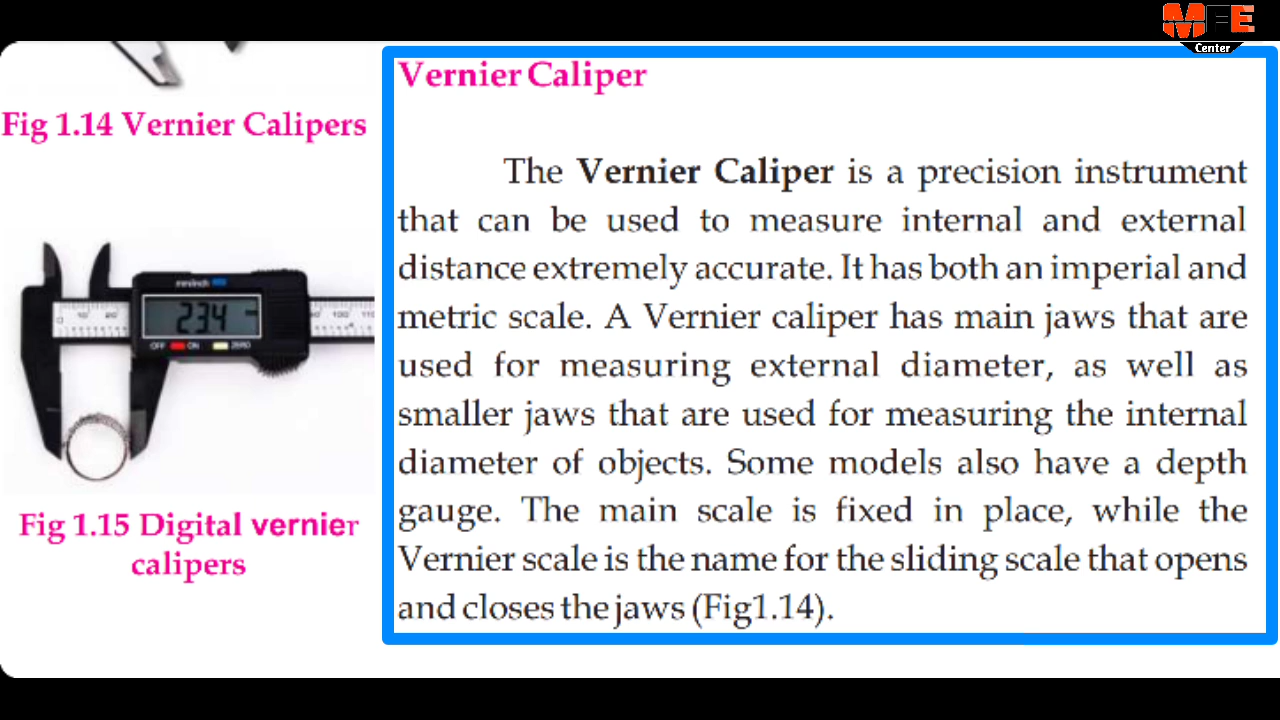 MFE
Center
Fig 1.14 Vernier Calipers
mm/inch
234
OFF ON ZERO
Fig 1.15 Digital vernier
calipers
Vernier Caliper
The Vernier Caliper is a precision instrument
that can be used to measure internal and external
distance extremely accurate. It has both an imperial and
metric scale. A Vernier caliper has main jaws that are
used for measuring external diameter, as well as
smaller jaws that are used for measuring the internal
diameter of objects. Some models also have a depth
gauge. The main scale is fixed in place, while the
Vernier scale is the name for the sliding scale that opens
and closes the jaws (Fig1.14).